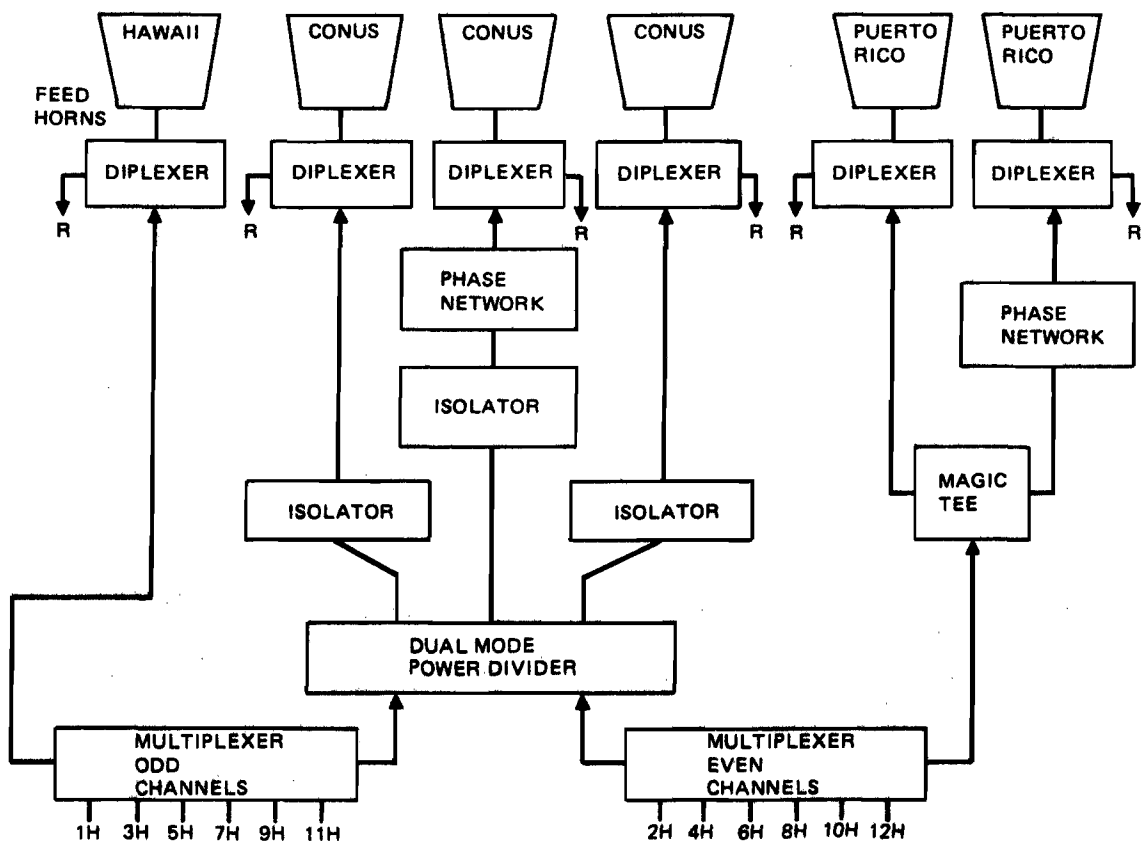 HAWAII
CONUS
CONUS
CONUS
PUERTO
RICO
PUERTO
RICO
FEED
HORNS
DIPLEXER
DIPLEXER
DIPLEXER
DIPLEXER
DIPLEXER
DIPLEXER
R
R
R
R
R
R
PHASE
NETWORK
PHASE
NETWORK
ISOLATOR
ISOLATOR
ISOLATOR
MAGIC
TEE
DUAL MODE
POWER DIVIDER
MULTIPLEXER
ODD
CHANNELS
MULTIPLEXER
EVEN
CHANNELS
1H 3H 5H 7H 9H 11H
2H 4H 6H 8H 10H 12H